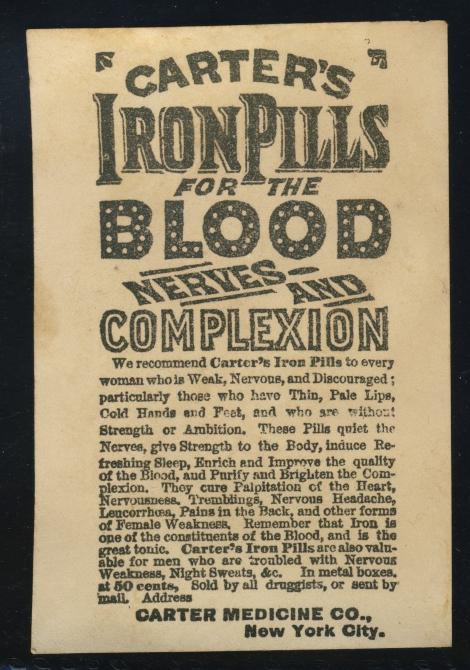 "CARTER'S"
IRON PILLS
FOR THE
BLOOD
NERVES AND
COMPLEXION
We recommend Carter's Iron Pills to every
woman who is Weak, Nervous, and Discouraged;
particularly those who have Thin, Pale Lips,
Cold Hands and Feet, and who are without
Strength or Ambition. These Pills quiet the
Nerves, give Strength to the Body, induce Re-
freshing Sleep, Enrich and Improve the quality
of the Blood, and Purify and Brighten the Com-
plexion. They cure Palpitation of the Heart,
Nervousness, Tremblings, Nervous Headache,
Leucorrhœa, Pains in the Back, and other forms
of Female Weakness. Remember that Iron is
one of the constituents of the Blood, and is the
great tonic. Carter's Iron Pills are also valu-
able for men who are troubled with Nervous
Weakness, Night Sweats, &c. In metal boxes,
at 50 cents, Sold by all druggists, or sent by
mail. Address
CARTER MEDICINE CO.,
New York City.